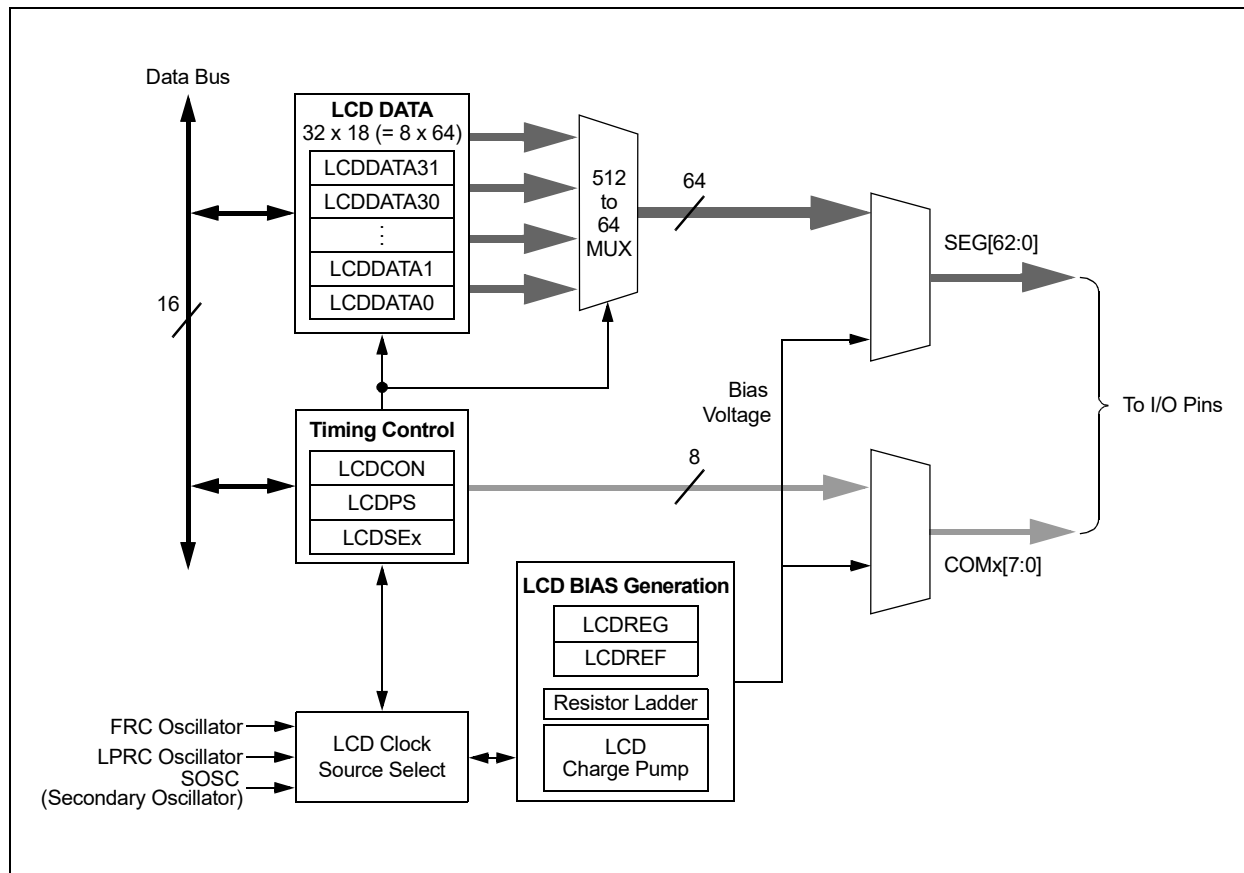 Data Bus
16
LCD DATA
32 x 18 (= 8 x 64)
LCDDATA31
LCDDATA30
⋮
LCDDATA1
LCDDATA0
512
to
64
MUX
64
SEG[62:0]
Timing Control
LCDCON
LCDPS
LCDSEx
8
Bias
Voltage
To I/O Pins
COMx[7:0]
LCD BIAS Generation
LCDREG
LCDREF
Resistor Ladder
LCD
Charge Pump
FRC Oscillator
LPRC Oscillator
SOSC
(Secondary Oscillator)
LCD Clock
Source Select